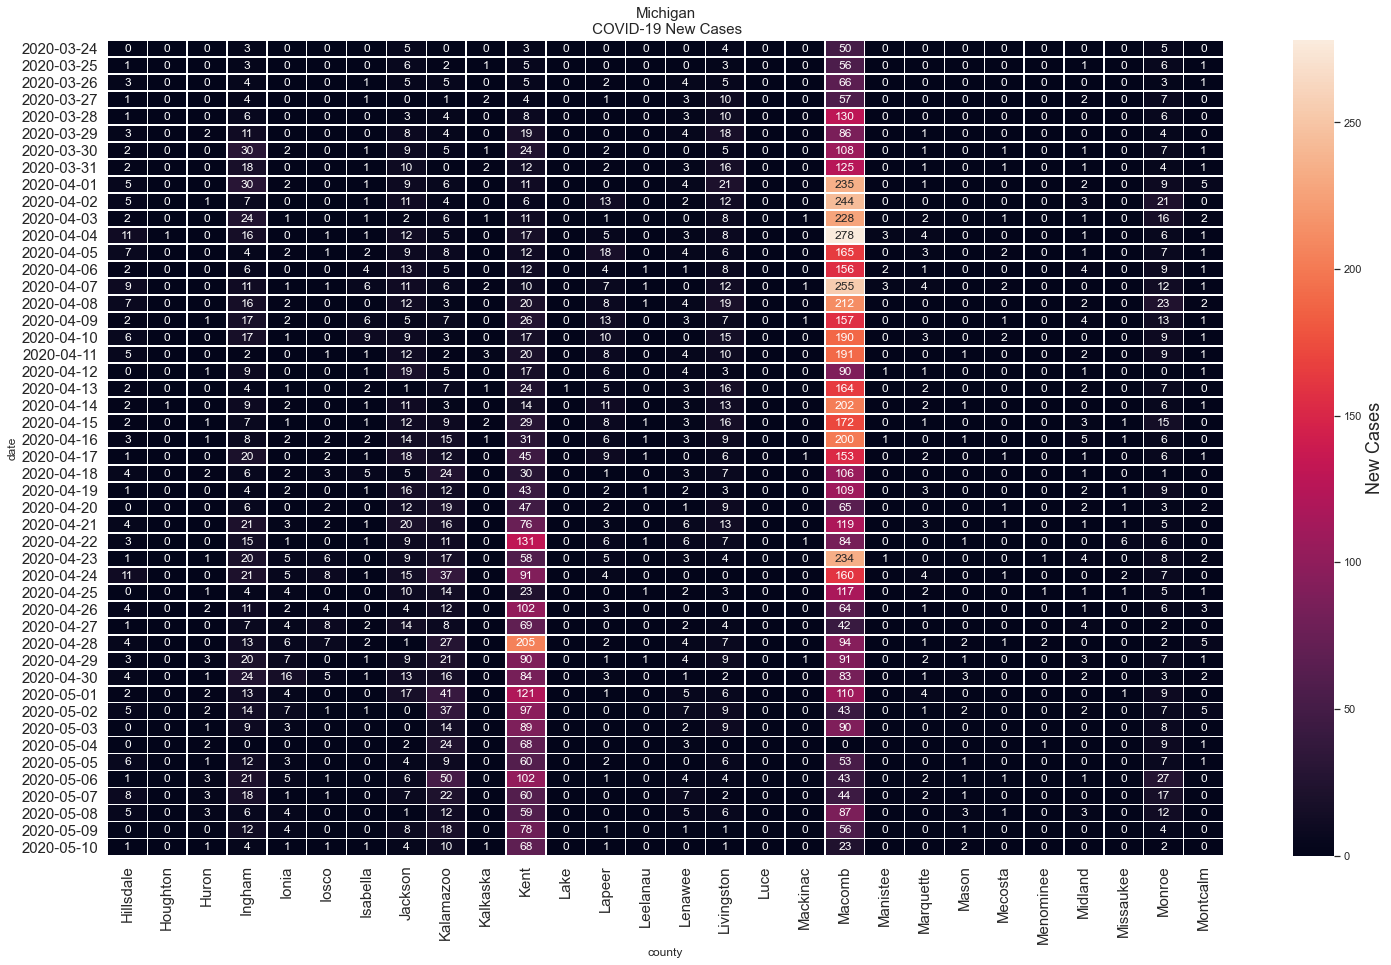 Michigan
COVID-19 New Cases
2020-03-24 0 0 0 3 0 0 0 5 0 0 3 0 0 0 0 4 0 0 50 0 0 0 0 0 0 0 5 0
2020-03-25 1 0 0 3 0 0 0 6 2 1 5 0 0 0 0 3 0 0 56 0 0 0 0 0 1 0 6 1
2020-03-26 3 0 0 4 0 0 1 5 5 0 5 0 2 0 4 5 0 0 66 0 0 0 0 0 0 0 3 1
2020-03-27 1 0 0 4 0 0 1 0 1 2 4 0 1 0 3 10 0 0 57 0 0 0 0 0 2 0 7 0
2020-03-28 1 0 0 6 0 0 0 3 4 0 8 0 0 0 3 10 0 0 130 0 0 0 0 0 0 0 6 0
2020-03-29 3 0 2 11 0 0 0 8 4 0 19 0 0 0 4 18 0 0 86 0 1 0 0 0 0 0 4 0
2020-03-30 2 0 0 30 2 0 1 9 5 1 24 0 2 0 0 5 0 0 108 0 1 0 1 0 1 0 7 1
2020-03-31 2 0 0 18 0 0 1 10 0 2 12 0 2 0 3 16 0 0 125 0 1 0 1 0 1 0 4 1
2020-04-01 5 0 0 30 2 0 1 9 6 0 11 0 0 0 4 21 0 0 235 0 1 0 0 0 2 0 9 5
2020-04-02 5 0 1 7 0 0 1 11 4 0 6 0 13 0 2 12 0 0 244 0 0 0 0 0 3 0 21 0
2020-04-03 2 0 0 24 1 0 1 2 6 1 11 0 1 0 0 8 0 1 228 0 2 0 1 0 1 0 16 2
2020-04-04 11 1 0 16 0 1 1 12 5 0 17 0 5 0 3 8 0 0 278 3 4 0 0 0 1 0 6 1
2020-04-05 7 0 0 4 2 1 2 9 8 0 12 0 18 0 4 6 0 0 165 0 3 0 2 0 1 0 7 1
2020-04-06 2 0 0 6 0 0 4 13 5 0 12 0 4 1 1 8 0 0 156 2 1 0 0 0 4 0 9 1
2020-04-07 9 0 0 11 1 1 6 11 6 2 10 0 7 1 0 12 0 1 255 3 4 0 2 0 0 0 12 1
2020-04-08 7 0 0 16 2 0 0 12 3 0 20 0 8 1 4 19 0 0 212 0 0 0 0 0 2 0 23 2
2020-04-09 2 0 1 17 2 0 6 5 7 0 26 0 13 0 3 7 0 1 157 0 0 0 1 0 4 0 13 1
2020-04-10 6 0 0 17 1 0 9 9 3 0 17 0 10 0 0 15 0 0 190 0 3 0 2 0 0 0 9 1
2020-04-11 5 0 0 2 0 1 1 12 2 3 20 0 8 0 4 10 0 0 191 0 0 1 0 0 2 0 9 1
2020-04-12 0 0 1 9 0 0 1 19 5 0 17 0 6 0 4 3 0 0 90 1 1 0 0 0 1 0 0 1
2020-04-13 2 0 0 4 1 0 2 1 7 1 24 1 5 0 3 16 0 0 164 0 2 0 0 0 2 0 7 0
2020-04-14 2 1 0 9 2 0 1 11 3 0 14 0 11 0 3 13 0 0 202 0 2 1 0 0 0 0 6 1
2020-04-15 2 0 1 7 1 0 1 12 9 2 29 0 8 1 3 16 0 0 172 0 1 0 0 0 3 1 15 0
2020-04-16 3 0 1 8 2 2 2 14 15 1 31 0 6 1 3 9 0 0 200 1 0 1 0 0 5 1 6 0
2020-04-17 1 0 0 20 0 2 1 18 12 0 45 0 9 1 0 6 0 1 153 0 2 0 1 0 1 0 6 1
2020-04-18 4 0 2 6 2 3 5 5 24 0 30 0 1 0 3 7 0 0 106 0 0 0 0 0 1 0 1 0
2020-04-19 1 0 0 4 2 0 1 16 12 0 43 0 2 1 2 3 0 0 109 0 3 0 0 0 2 1 9 0
2020-04-20 0 0 0 6 0 2 0 12 19 0 47 0 2 0 1 9 0 0 65 0 0 0 1 0 2 1 3 2
2020-04-21 4 0 0 21 3 2 1 20 16 0 76 0 3 0 6 13 0 0 119 0 3 0 1 0 1 1 5 0
2020-04-22 3 0 0 15 1 0 1 9 11 0 131 0 6 1 6 7 0 1 84 0 0 1 0 0 0 6 6 0
2020-04-23 1 0 1 20 5 6 0 9 17 0 58 0 5 0 3 4 0 0 234 1 0 0 0 1 4 0 8 2
2020-04-24 11 0 0 21 5 8 1 15 37 0 91 0 4 0 0 0 0 0 160 0 4 0 1 0 0 2 7 0
2020-04-25 0 0 1 4 4 0 0 10 14 0 23 0 0 1 2 3 0 0 117 0 2 0 0 1 1 1 5 1
2020-04-26 4 0 2 11 2 4 0 4 12 0 102 0 3 0 0 0 0 0 64 0 1 0 0 0 1 0 6 3
2020-04-27 1 0 0 7 4 8 2 14 8 0 69 0 0 0 2 4 0 0 42 0 0 0 0 0 4 0 2 0
2020-04-28 4 0 0 13 6 7 2 1 27 0 205 0 2 0 4 7 0 0 94 0 1 2 1 2 0 0 2 5
2020-04-29 3 0 3 20 7 0 1 9 21 0 90 0 1 1 4 9 0 1 91 0 2 1 0 0 3 0 7 1
2020-04-30 4 0 1 24 16 5 1 13 16 0 84 0 3 0 1 2 0 0 83 0 1 3 0 0 2 0 3 2
2020-05-01 2 0 2 13 4 0 0 17 41 0 121 0 1 0 5 6 0 0 110 0 4 0 0 0 0 1 9 0
2020-05-02 5 0 2 14 7 1 1 0 37 0 97 0 0 0 7 9 0 0 43 0 1 2 0 0 2 0 7 5
2020-05-03 0 0 1 9 3 0 0 0 14 0 89 0 0 0 2 9 0 0 90 0 0 0 0 0 0 0 8 0
2020-05-04 0 0 2 0 0 0 0 2 24 0 68 0 0 0 3 0 0 0 0 0 0 0 0 1 0 0 9 1
2020-05-05 6 0 1 12 3 0 0 4 9 0 60 0 2 0 0 6 0 0 53 0 0 1 0 0 0 0 7 1
2020-05-06 1 0 3 21 5 1 0 6 50 0 102 0 1 0 4 4 0 0 43 0 2 1 1 0 1 0 27 0
2020-05-07 8 0 3 18 1 1 0 7 22 0 60 0 0 0 7 2 0 0 44 0 2 1 0 0 0 0 17 0
2020-05-08 5 0 3 6 4 0 0 1 12 0 59 0 0 0 5 6 0 0 87 0 0 3 1 0 3 0 12 0
2020-05-09 0 0 0 12 4 0 0 8 18 0 78 0 1 0 1 1 0 0 56 0 0 1 0 0 0 0 4 0
2020-05-10 1 0 1 4 1 1 1 4 10 1 68 0 1 0 0 1 0 0 23 0 0 2 0 0 0 0 2 0
date
Hillsdale Houghton Huron Ingham Ionia Iosco Isabella Jackson Kalamazoo Kalkaska Kent Lake Lapeer Leelanau Lenawee Livingston Luce Mackinac Macomb Manistee Marquette Mason Mecosta Menominee Midland Missaukee Monroe Montcalm
county
250
200
150
100
50
0
New Cases